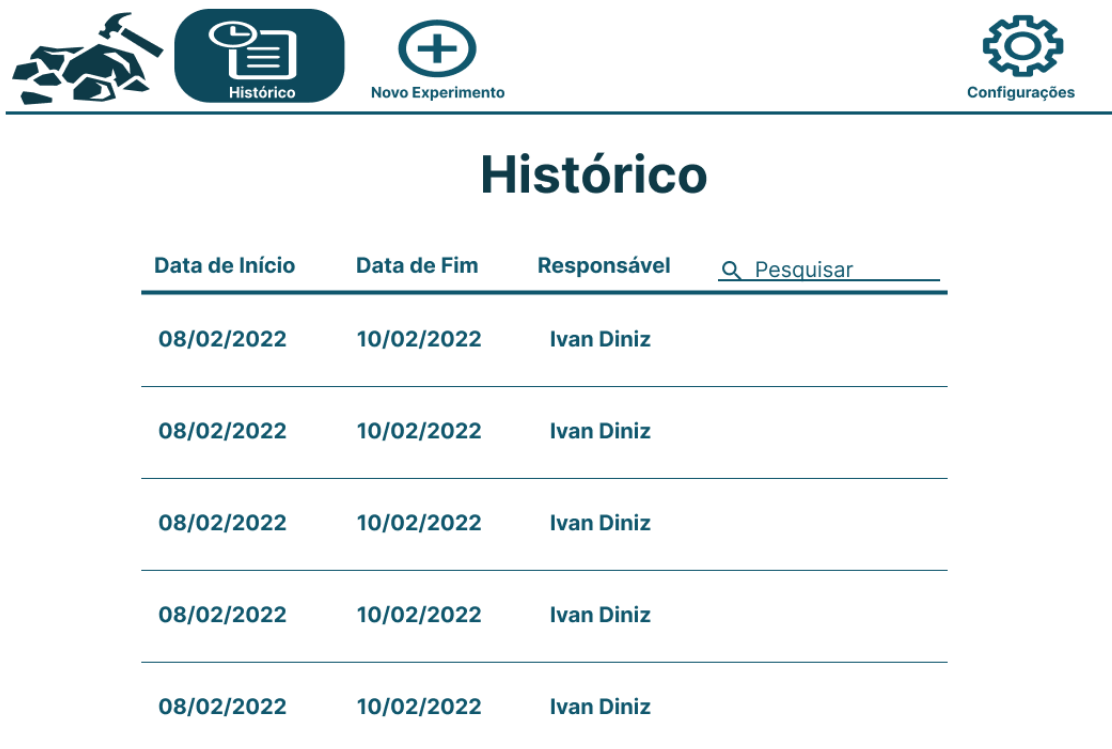 Histórico
Novo Experimento
Configurações
Histórico
Data de Início Data de Fim Responsável Pesquisar
08/02/2022 10/02/2022 Ivan Diniz
08/02/2022 10/02/2022 Ivan Diniz
08/02/2022 10/02/2022 Ivan Diniz
08/02/2022 10/02/2022 Ivan Diniz
08/02/2022 10/02/2022 Ivan Diniz